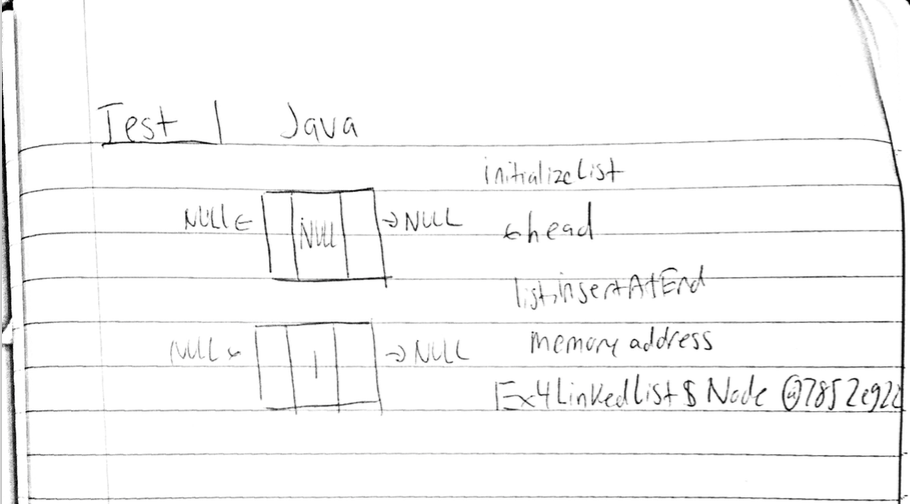 Test 1 Java
initializeList
NULL ← NULL → NULL ←head
list.insertAtEnd
NULL ← 1 → NULL memory address
Ex4LinkedList$Node@7852e922